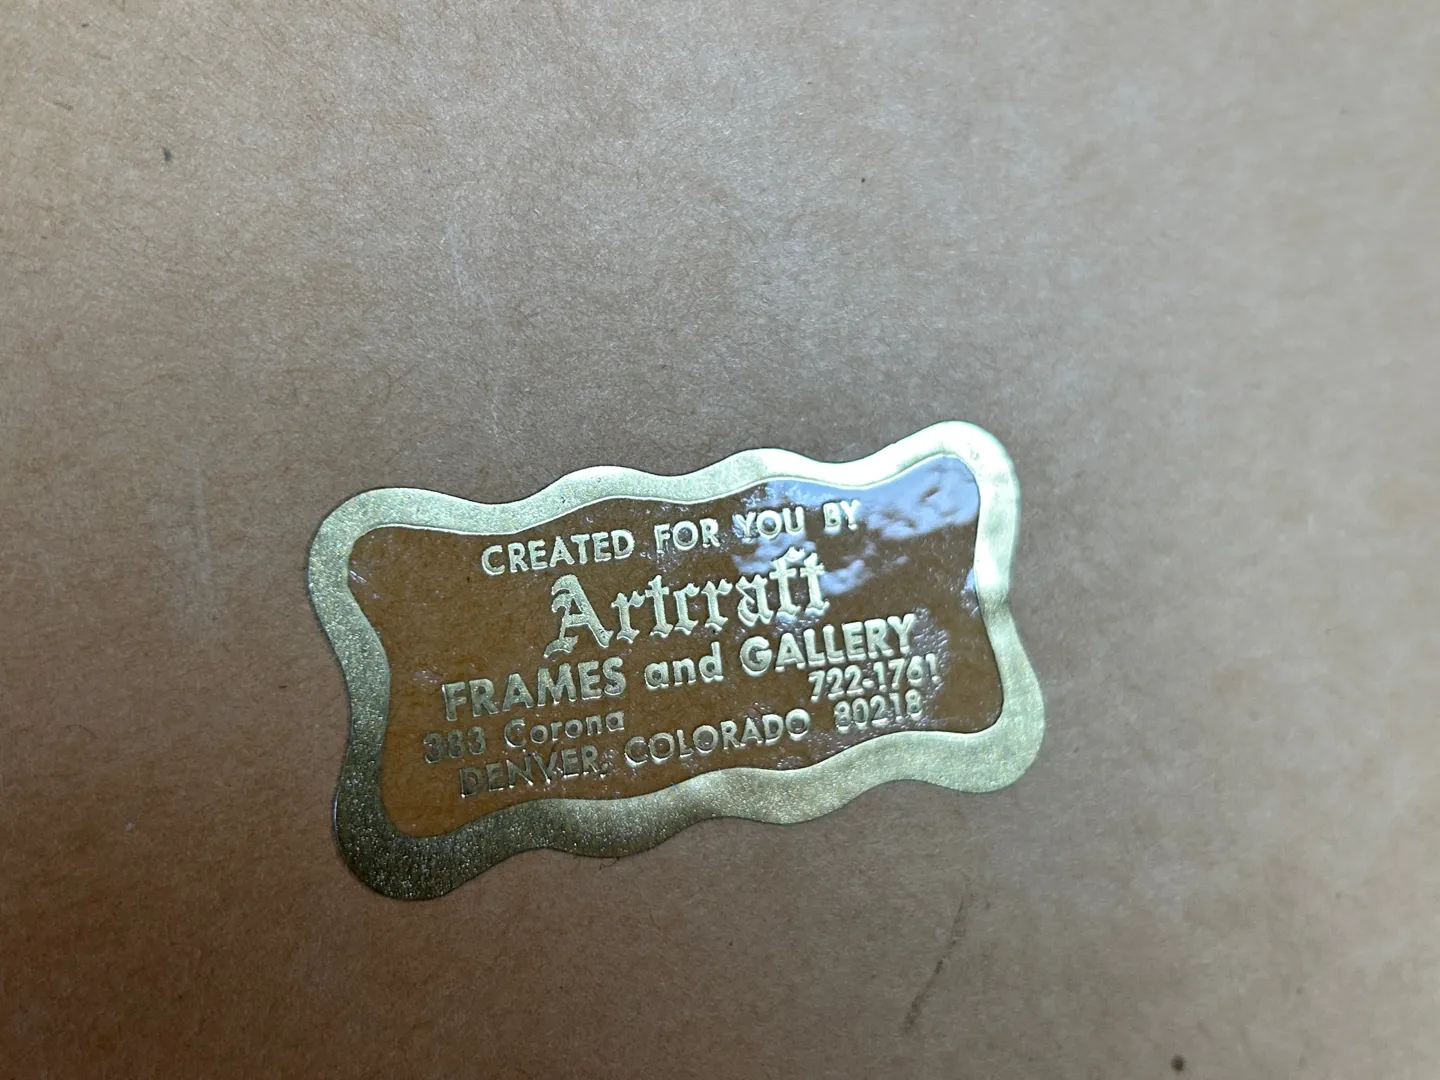 CREATED FOR YOU BY
Artcraft
FRAMES and GALLERY
383 Corona 722-1761
DENVER, COLORADO 80218